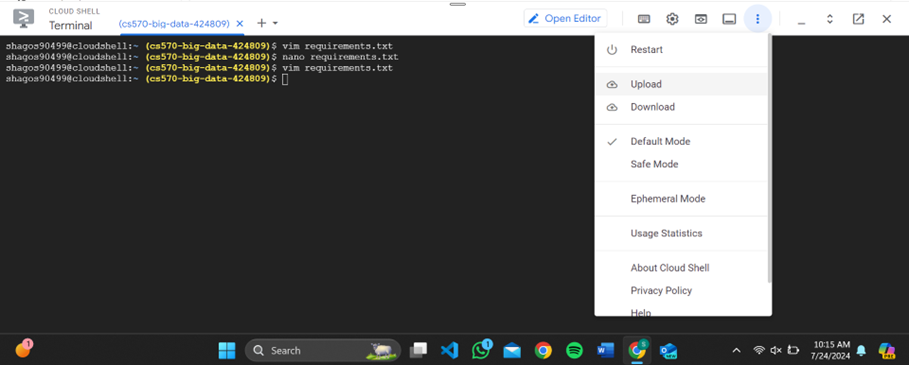 CLOUD SHELL
Terminal
(cs570-big-data-424809)
Open Editor
shagos90499@cloudshell:~ (cs570-big-data-424809)$ vim requirements.txt
shagos90499@cloudshell:~ (cs570-big-data-424809)$ nano requirements.txt
shagos90499@cloudshell:~ (cs570-big-data-424809)$ vim requirements.txt
shagos90499@cloudshell:~ (cs570-big-data-424809)$
Restart
Upload
Download
Default Mode
Safe Mode
Ephemeral Mode
Usage Statistics
About Cloud Shell
Privacy Policy
Help
1
Search
1
10:15 AM
7/24/2024